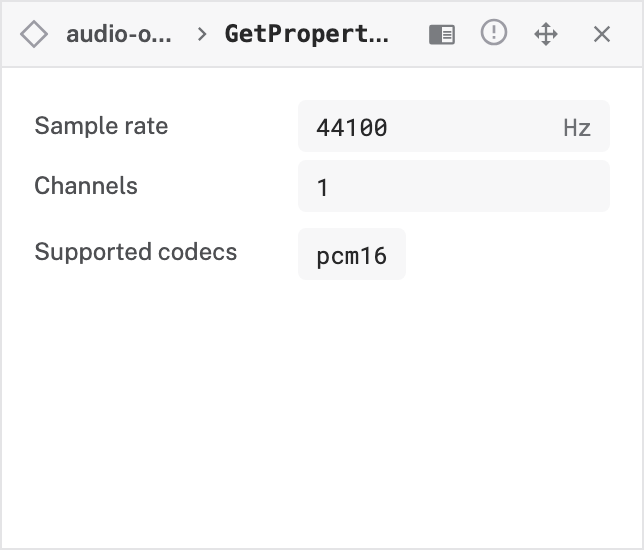 audio-o... > GetPropert...
Sample rate 44100 Hz
Channels 1
Supported codecs pcm16